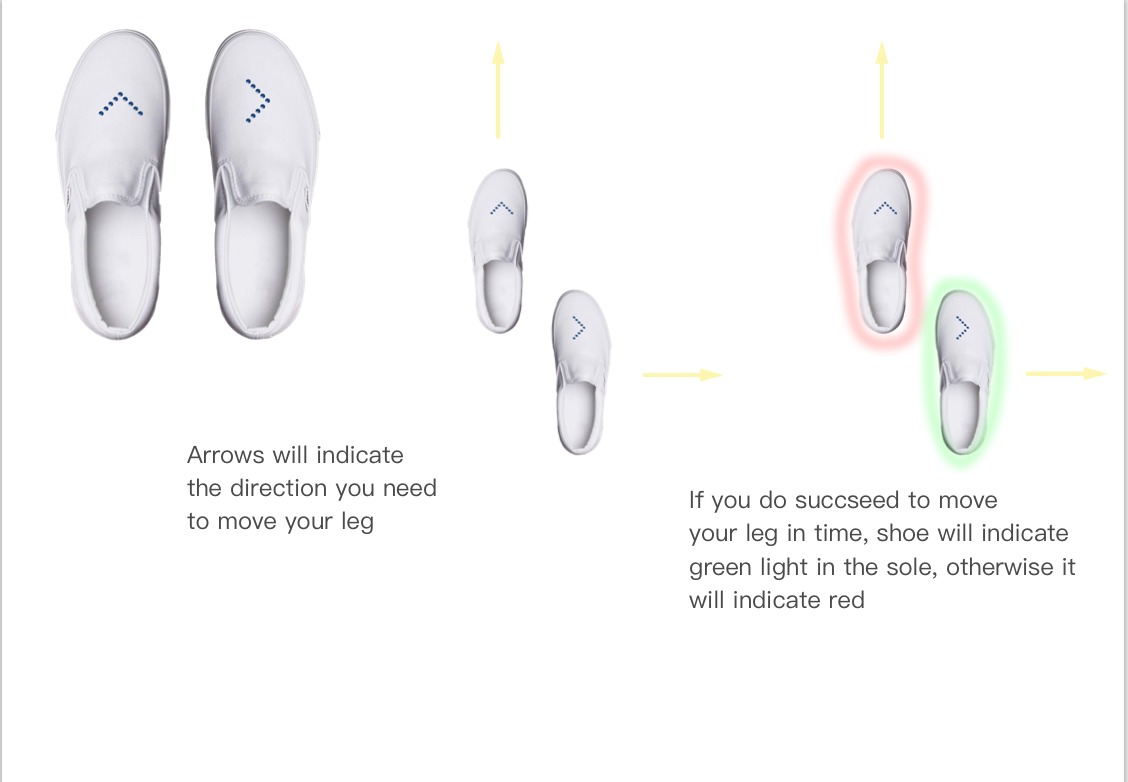 Arrows will indicate
the direction you need
to move your leg
If you do succseed to move
your leg in time, shoe will indicate
green light in the sole, otherwise it
will indicate red